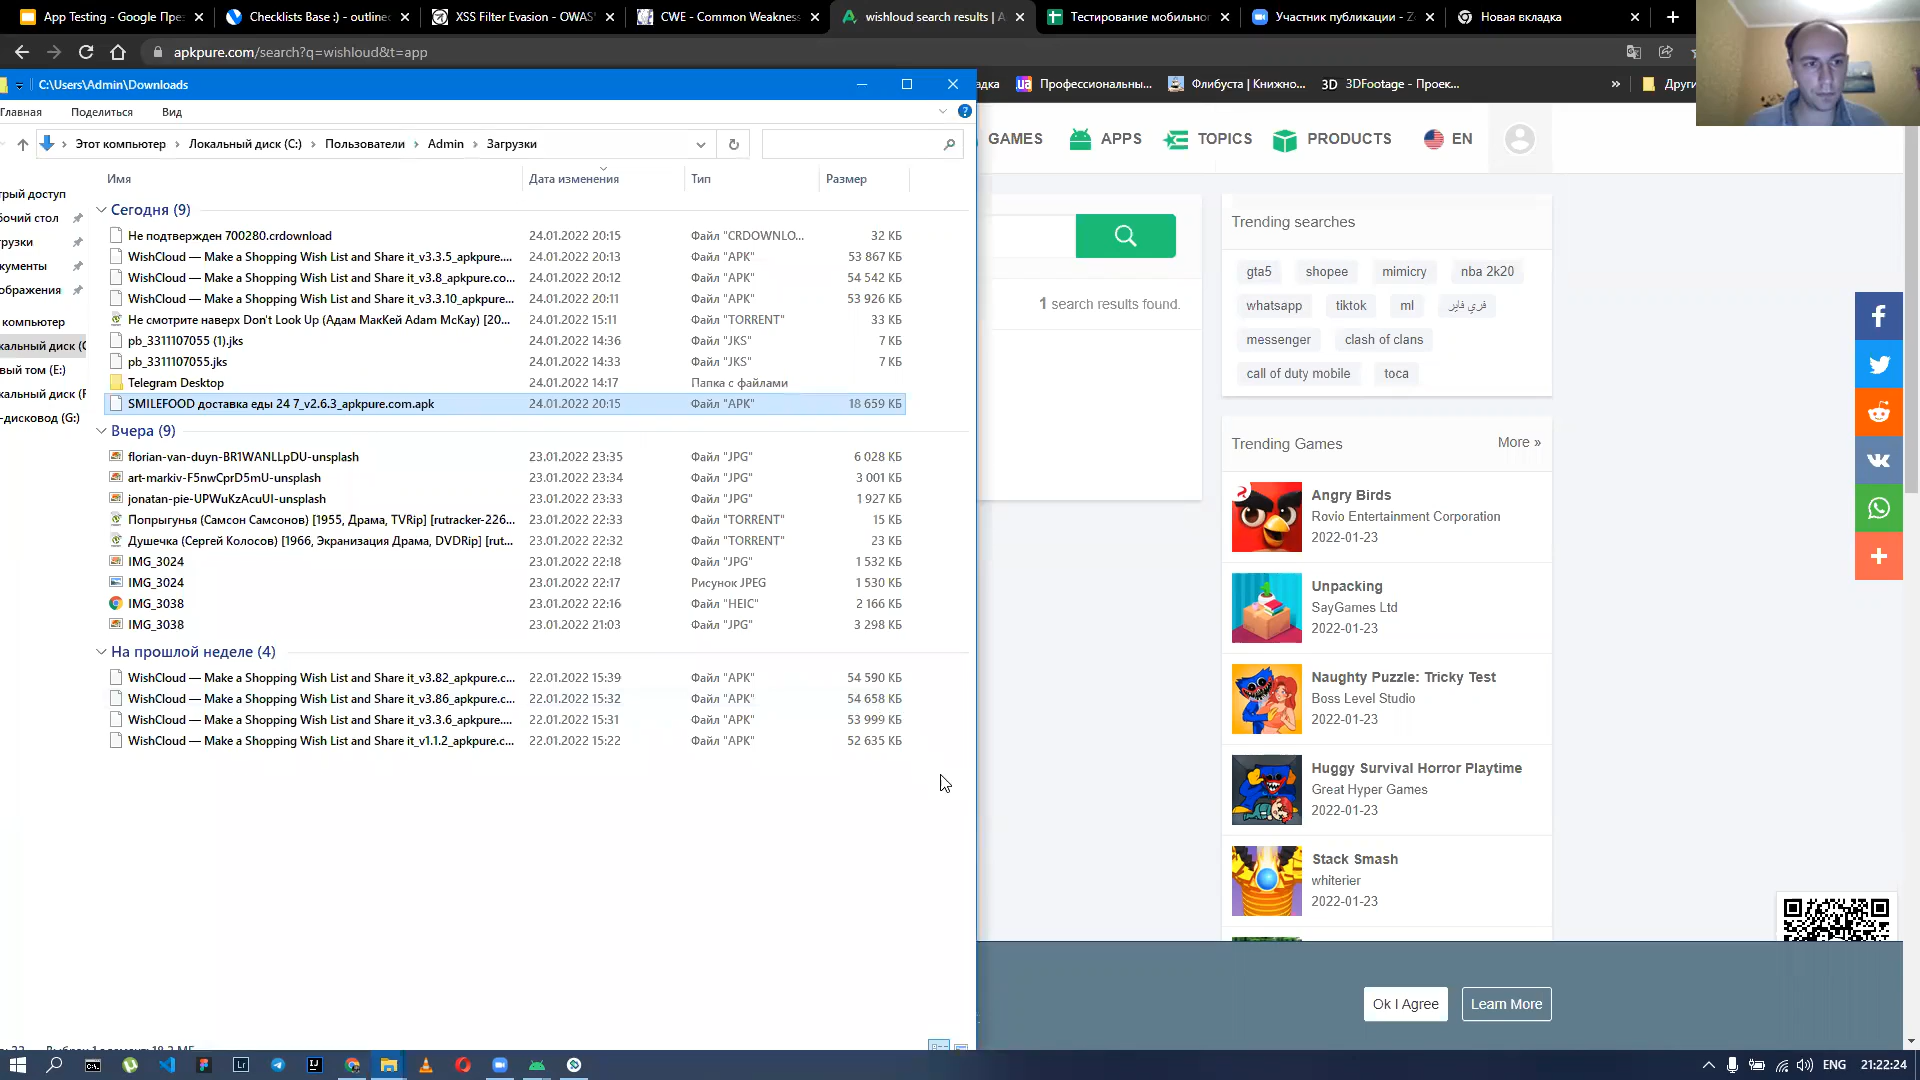 App Testing - Google Пре
Checklists Base :) - outline
XSS Filter Evasion - OWAS
CWE - Common Weakness
wishloud search results | A
Тестирование мобильног
Участник публикации - Zo
Новая вкладка
apkpure.com/search?q=wishloud&t=app
C:\Users\Admin\Downloads
адка
Профессиональны...
Флибуста | Книжно...
3DFootage - Проек...
»
Други
Главная
Поделиться
Вид
GAMES
APPS
TOPICS
PRODUCTS
EN
Этот компьютер
Локальный диск (C:)
Пользователи
Admin
Загрузки
Имя
Дата изменения
Тип
Размер
трый доступ
бочий стол
грузки
кументы
ображения
компьютер
кальный диск (C
вый том (E:)
кальный диск (F
-дисковод (G:)
Сегодня (9)
Не подтвержден 700280.crdownload 24.01.2022 20:15 Файл "CRDOWNLO... 32 КБ
WishCloud — Make a Shopping Wish List and Share it_v3.3.5_apkpure.... 24.01.2022 20:13 Файл "APK" 53 867 КБ
WishCloud — Make a Shopping Wish List and Share it_v3.8_apkpure.co... 24.01.2022 20:12 Файл "APK" 54 542 КБ
WishCloud — Make a Shopping Wish List and Share it_v3.3.10_apkpure... 24.01.2022 20:11 Файл "APK" 53 926 КБ
Не смотрите наверх Don't Look Up (Адам МакКей Adam McKay) [20... 24.01.2022 15:11 Файл "TORRENT" 33 КБ
pb_3311107055 (1).jks 24.01.2022 14:36 Файл "JKS" 7 КБ
pb_3311107055.jks 24.01.2022 14:33 Файл "JKS" 7 КБ
Telegram Desktop 24.01.2022 14:17 Папка с файлами
SMILEFOOD доставка еды 24 7_v2.6.3_apkpure.com.apk 24.01.2022 20:15 Файл "APK" 18 659 КБ
Вчера (9)
florian-van-duyn-BR1WANLLpDU-unsplash 23.01.2022 23:35 Файл "JPG" 6 028 КБ
art-markiv-F5nwCprD5mU-unsplash 23.01.2022 23:34 Файл "JPG" 3 001 КБ
jonatan-pie-UPWuKzAcuUI-unsplash 23.01.2022 23:33 Файл "JPG" 1 927 КБ
Попрыгунья (Самсон Самсонов) [1955, Драма, TVRip] [rutracker-226... 23.01.2022 22:33 Файл "TORRENT" 15 КБ
Душечка (Сергей Колосов) [1966, Экранизация Драма, DVDRip] [rut... 23.01.2022 22:32 Файл "TORRENT" 23 КБ
IMG_3024 23.01.2022 22:18 Файл "JPG" 1 532 КБ
IMG_3024 23.01.2022 22:17 Рисунок JPEG 1 530 КБ
IMG_3038 23.01.2022 22:16 Файл "HEIC" 2 166 КБ
IMG_3038 23.01.2022 21:03 Файл "JPG" 3 298 КБ
На прошлой неделе (4)
WishCloud — Make a Shopping Wish List and Share it_v3.82_apkpure.c... 22.01.2022 15:39 Файл "APK" 54 590 КБ
WishCloud — Make a Shopping Wish List and Share it_v3.86_apkpure.c... 22.01.2022 15:32 Файл "APK" 54 658 КБ
WishCloud — Make a Shopping Wish List and Share it_v3.3.6_apkpure.... 22.01.2022 15:31 Файл "APK" 53 999 КБ
WishCloud — Make a Shopping Wish List and Share it_v1.1.2_apkpure.c... 22.01.2022 15:22 Файл "APK" 52 635 КБ
1 search results found.
Trending searches
gta5 shopee mimicry nba 2k20
whatsapp tiktok ml فري فاير
messenger clash of clans
call of duty mobile toca
Trending Games
More »
Angry Birds
Rovio Entertainment Corporation
2022-01-23
Unpacking
SayGames Ltd
2022-01-23
Naughty Puzzle: Tricky Test
Boss Level Studio
2022-01-23
Huggy Survival Horror Playtime
Great Hyper Games
2022-01-23
Stack Smash
whiterier
2022-01-23
Ok I Agree
Learn More
ENG
21:22:24